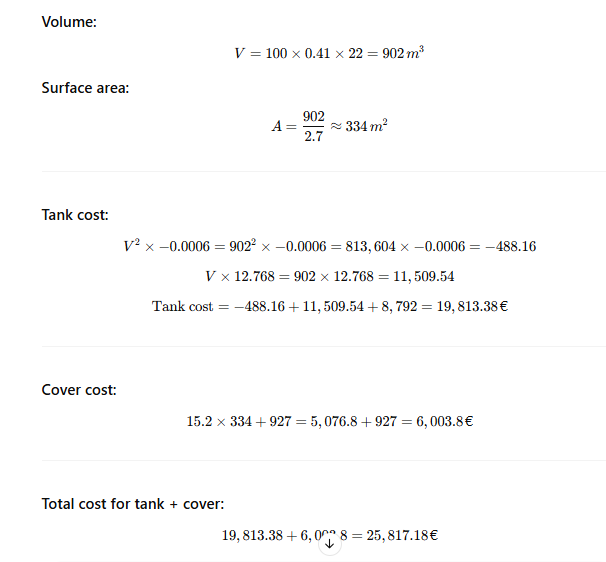 Volume:
V = 100 × 0.41 × 22 = 902 m³
Surface area:
A = 902/2.7 ≈ 334 m²
Tank cost:
V² × −0.0006 = 902² × −0.0006 = 813,604 × −0.0006 = −488.16
V × 12.768 = 902 × 12.768 = 11,509.54
Tank cost = −488.16 + 11,509.54 + 8,792 = 19,813.38€
Cover cost:
15.2 × 334 + 927 = 5,076.8 + 927 = 6,003.8€
Total cost for tank + cover:
19,813.38 + 8 = 25,817.18€